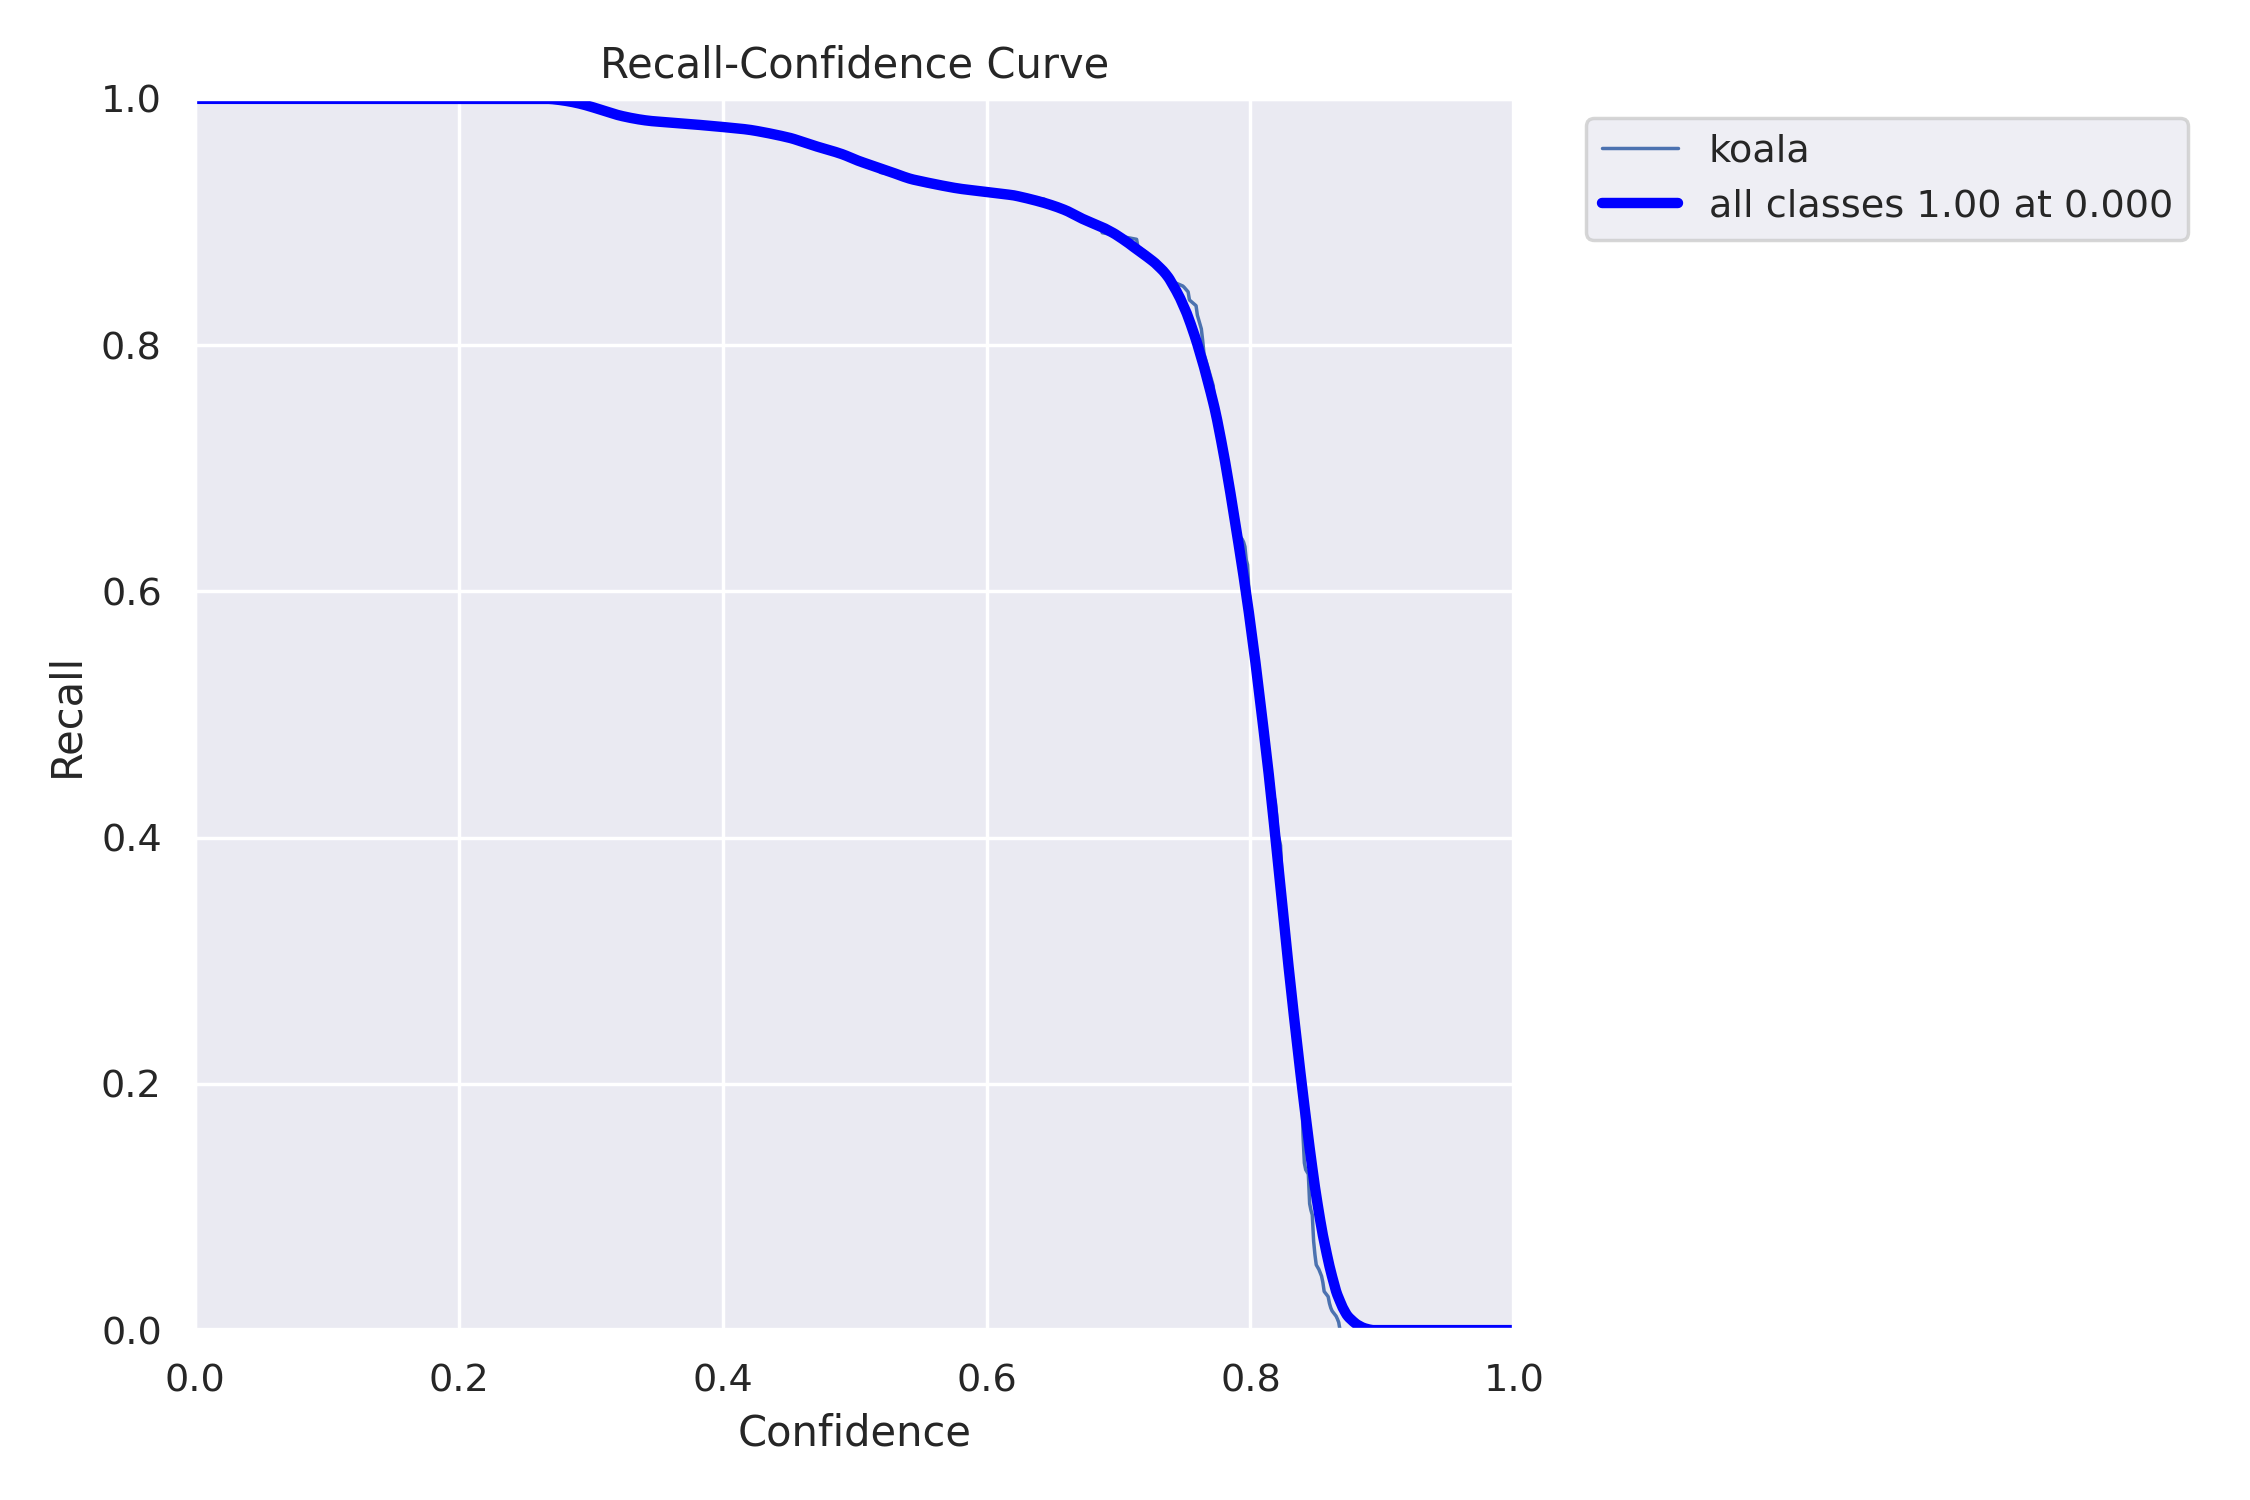 Recall-Confidence Curve
1.0
0.8
0.6
0.4
0.2
0.0
Recall
0.0 0.2 0.4 0.6 0.8 1.0
Confidence
koala
all classes 1.00 at 0.000